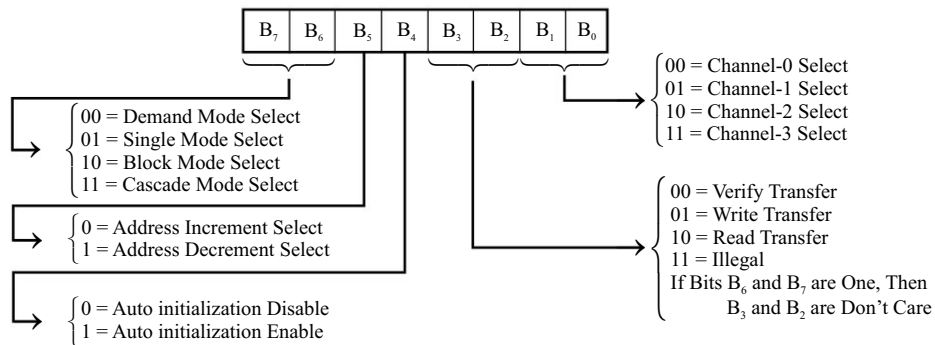 B7 B6 B5 B4 B3 B2 B1 B0
00 = Channel-0 Select
01 = Channel-1 Select
10 = Channel-2 Select
11 = Channel-3 Select
00 = Demand Mode Select
01 = Single Mode Select
10 = Block Mode Select
11 = Cascade Mode Select
00 = Verify Transfer
01 = Write Transfer
10 = Read Transfer
11 = Illegal
If Bits B6 and B7 are One, Then
B3 and B2 are Don't Care
0 = Address Increment Select
1 = Address Decrement Select
0 = Auto initialization Disable
1 = Auto initialization Enable